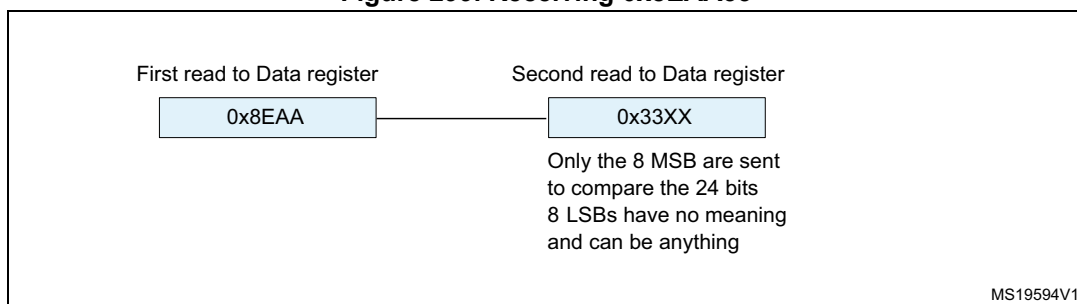 First read to Data register
Second read to Data register
0x8EAA
0x33XX
Only the 8 MSB are sent
to compare the 24 bits
8 LSBs have no meaning
and can be anything
MS19594V1